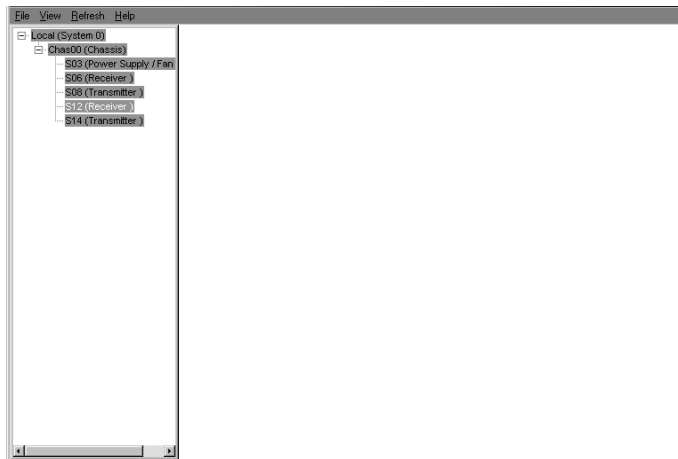 File View Refresh Help
Local (System 0)
Chas00 (Chassis)
S03 (Power Supply / Fan
S06 (Receiver )
S08 (Transmitter )
S12 (Receiver )
S14 (Transmitter )